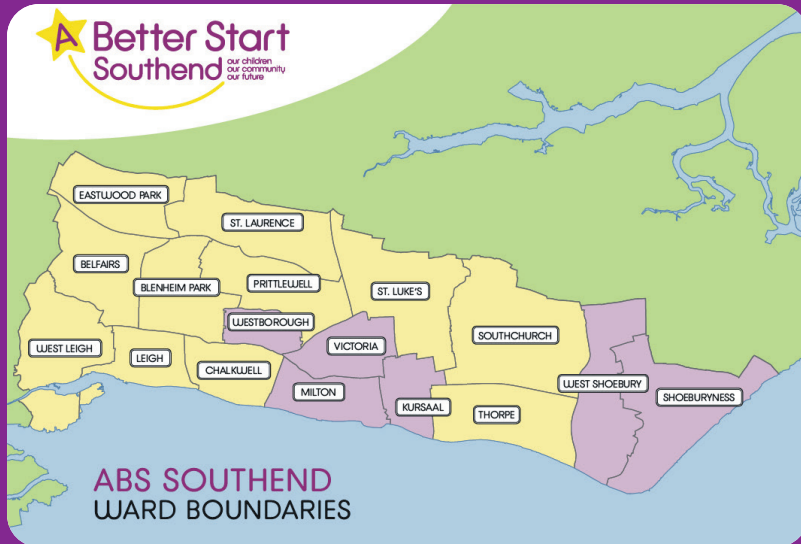 A Better Start
Southend
our children
our community
our future
EASTWOOD PARK
ST. LAURENCE
BELFAIRS
BLENHEIM PARK
PRITTLEWELL
ST. LUKE'S
WESTBOROUGH
SOUTHCHURCH
WEST LEIGH
LEIGH
VICTORIA
CHALKWELL
MILTON
WEST SHOEBURY
SHOEBURYNESS
KURSAAL
THORPE
ABS SOUTHEND
WARD BOUNDARIES